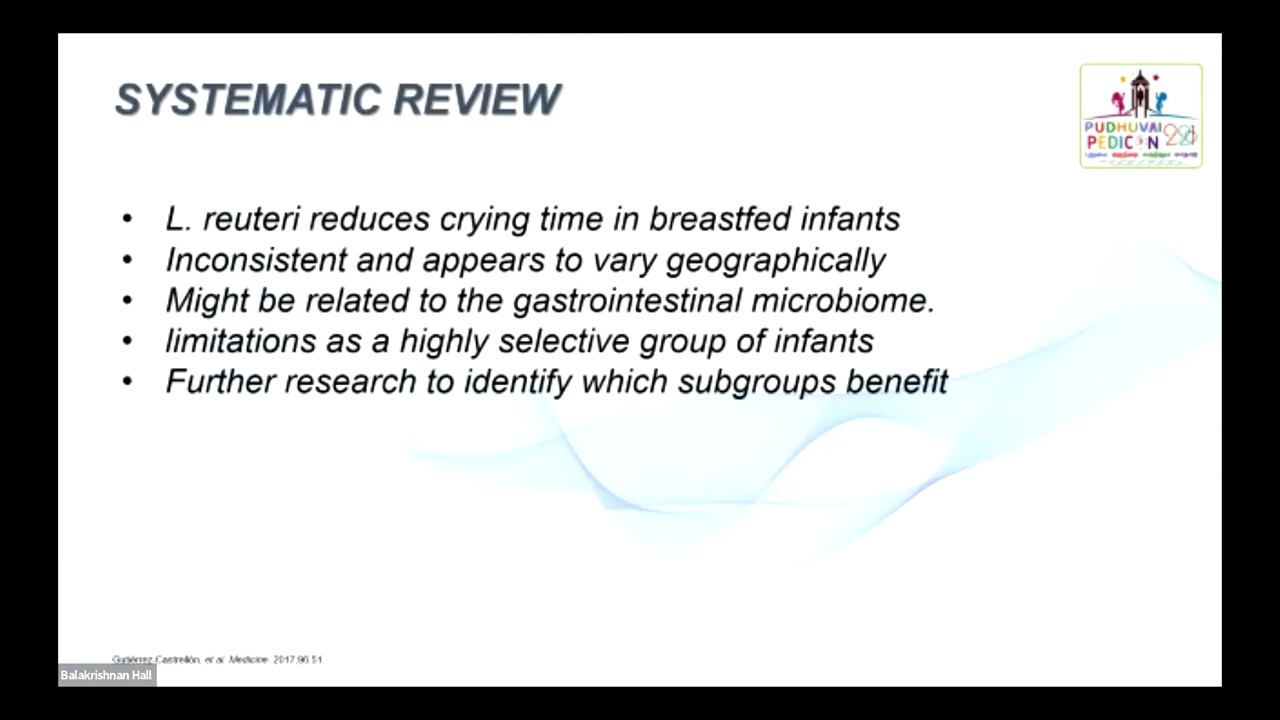 SYSTEMATIC REVIEW
PUDHUVAI
PEDICON 2021
• L. reuteri reduces crying time in breastfed infants
• Inconsistent and appears to vary geographically
• Might be related to the gastrointestinal microbiome.
• limitations as a highly selective group of infants
• Further research to identify which subgroups benefit
Gutiérrez-Castrellón, et al. Medicine 2017;96:51.
Balakrishnan Hall